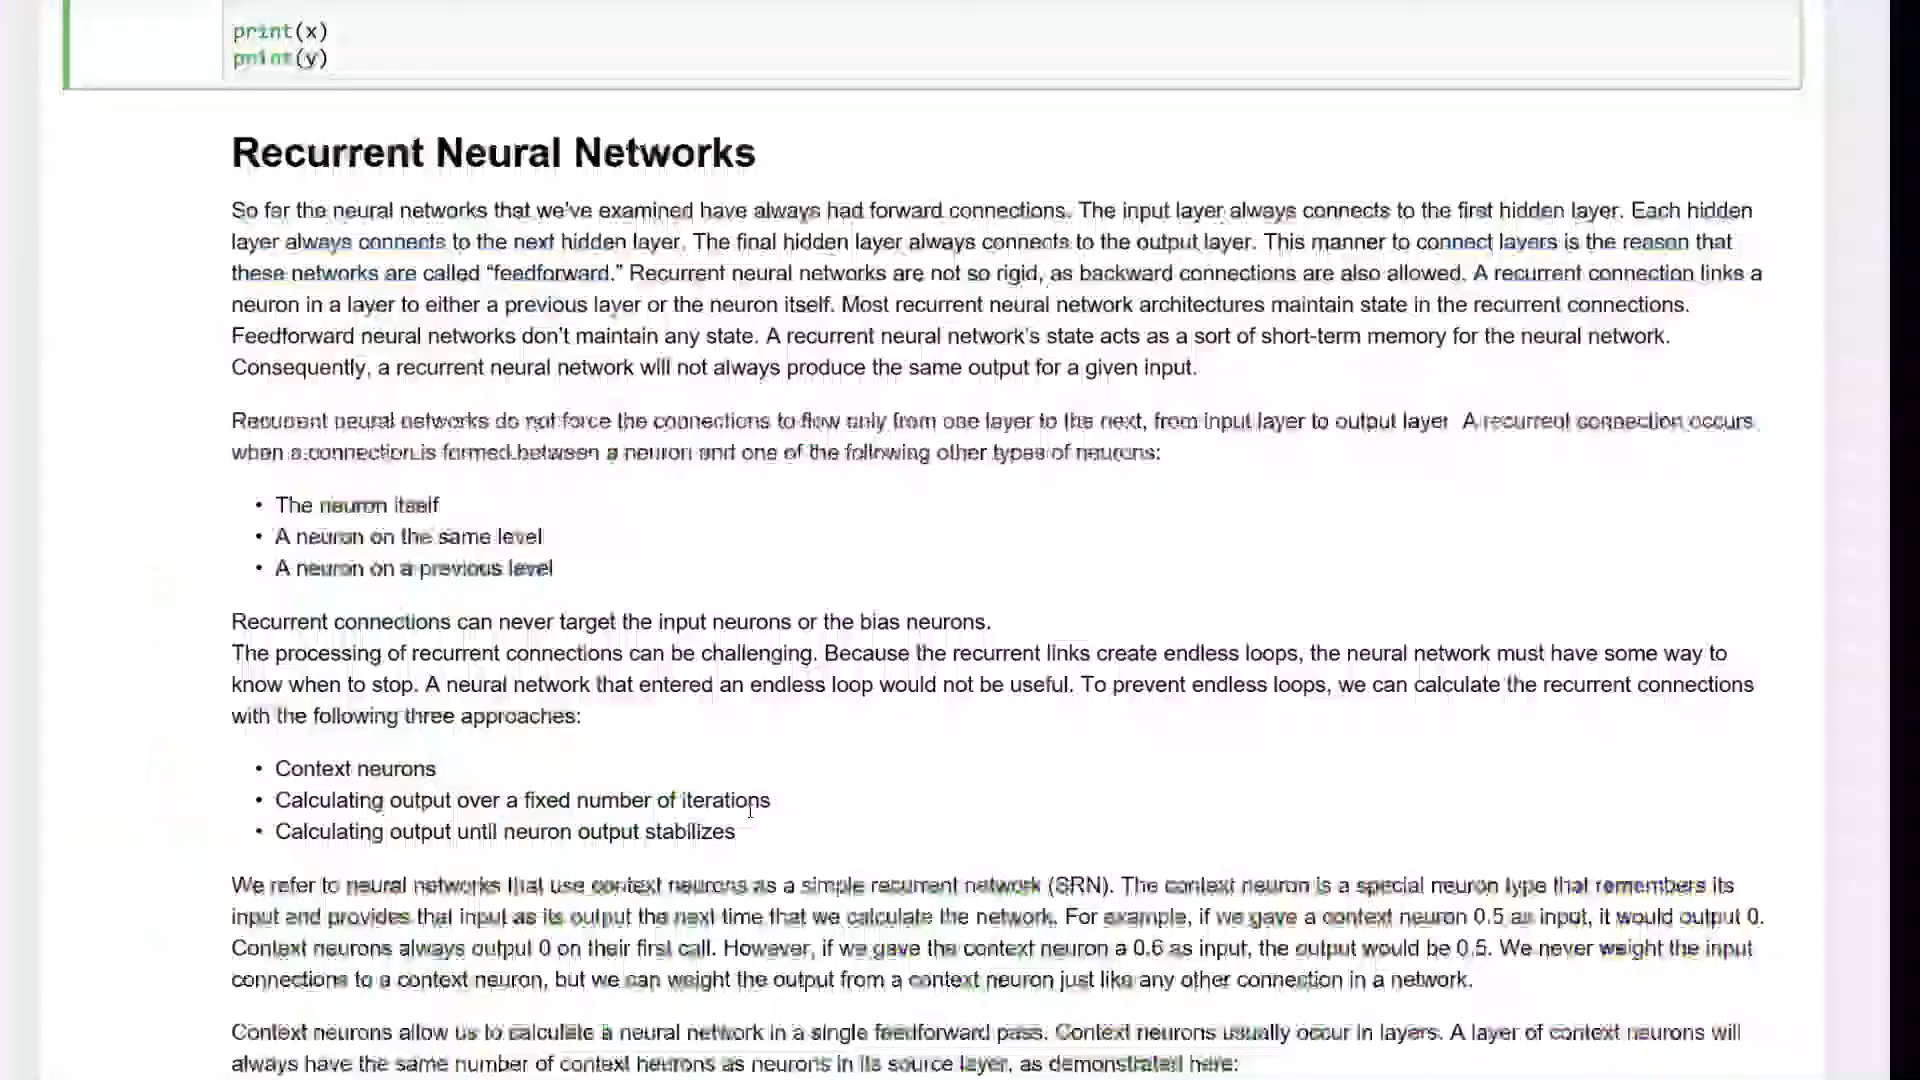 print(x)
print(y)
Recurrent Neural Networks
So far the neural networks that we've examined have always had forward connections. The input layer always connects to the first hidden layer. Each hidden
layer always connects to the next hidden layer. The final hidden layer always connects to the output layer. This manner to connect layers is the reason that
these networks are called “feedforward.” Recurrent neural networks are not so rigid, as backward connections are also allowed. A recurrent connection links a
neuron in a layer to either a previous layer or the neuron itself. Most recurrent neural network architectures maintain state in the recurrent connections.
Feedforward neural networks don't maintain any state. A recurrent neural network's state acts as a sort of short-term memory for the neural network.
Consequently, a recurrent neural network will not always produce the same output for a given input.
Recurrent neural networks do not force the connections to flow only from one layer to the next, from input layer to output layer. A recurrent connection occurs
when a connection is formed between a neuron and one of the following other types of neurons:
• The neuron itself
• A neuron on the same level
• A neuron on a previous level
Recurrent connections can never target the input neurons or the bias neurons.
The processing of recurrent connections can be challenging. Because the recurrent links create endless loops, the neural network must have some way to
know when to stop. A neural network that entered an endless loop would not be useful. To prevent endless loops, we can calculate the recurrent connections
with the following three approaches:
• Context neurons
• Calculating output over a fixed number of iterations
• Calculating output until neuron output stabilizes
We refer to neural networks that use context neurons as a simple recurrent network (SRN). The context neuron is a special neuron type that remembers its
input and provides that input as its output the next time that we calculate the network. For example, if we gave a context neuron 0.5 as input, it would output 0.
Context neurons always output 0 on their first call. However, if we gave the context neuron a 0.6 as input, the output would be 0.5. We never weight the input
connections to a context neuron, but we can weight the output from a context neuron just like any other connection in a network.
Context neurons allow us to calculate a neural network in a single feedforward pass. Context neurons usually occur in layers. A layer of context neurons will
always have the same number of context neurons as neurons in its source layer, as demonstrated here: